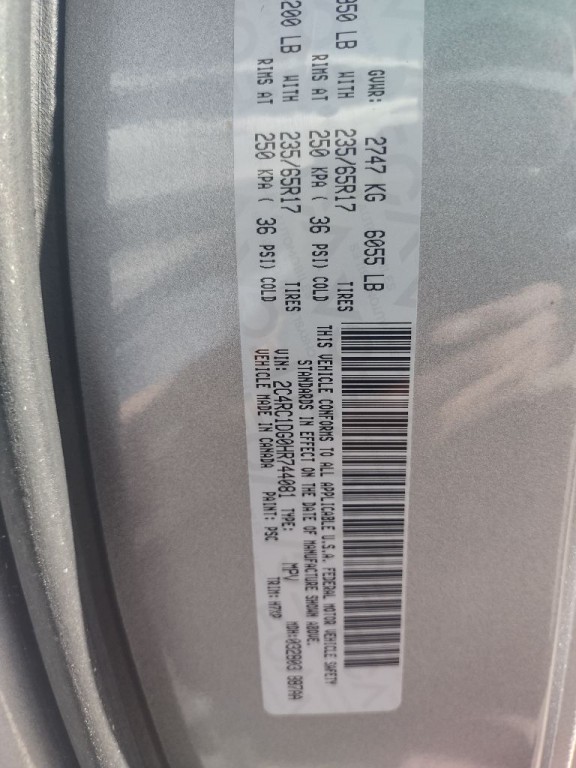 GVWR: 2747 KG 6055 LB
WITH 235/65R17 TIRES
LB RIMS AT 250 KPA ( 36 PSI) COLD
WITH 235/65R17 TIRES
200 LB RIMS AT 250 KPA ( 36 PSI) COLD
THIS VEHICLE CONFORMS TO ALL APPLICABLE U.S.A. FEDERAL MOTOR VEHICLE SAFETY
STANDARDS IN EFFECT ON THE DATE OF MANUFACTURE SHOWN ABOVE.
VIN: 2C4RC1DG0HR744081 TYPE: MPV MDH:032903 387AA
VEHICLE MADE IN CANADA PAINT: PSC TRIM: